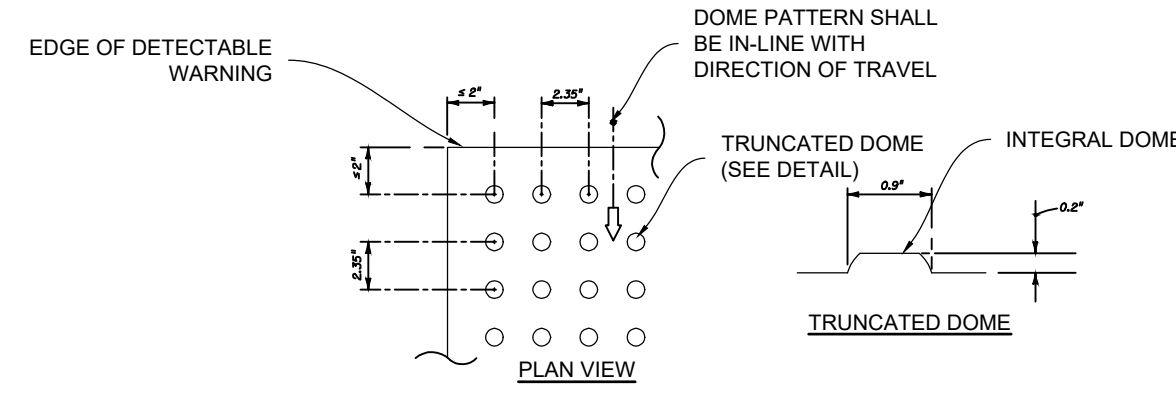 DOME PATTERN SHALL
BE IN-LINE WITH
DIRECTION OF TRAVEL
EDGE OF DETECTABLE
WARNING
≤ 2"
2.35"
TRUNCATED DOME
(SEE DETAIL)
INTEGRAL DOME
≤2"
0.9"
0.2"
2.35"
TRUNCATED DOME
PLAN VIEW